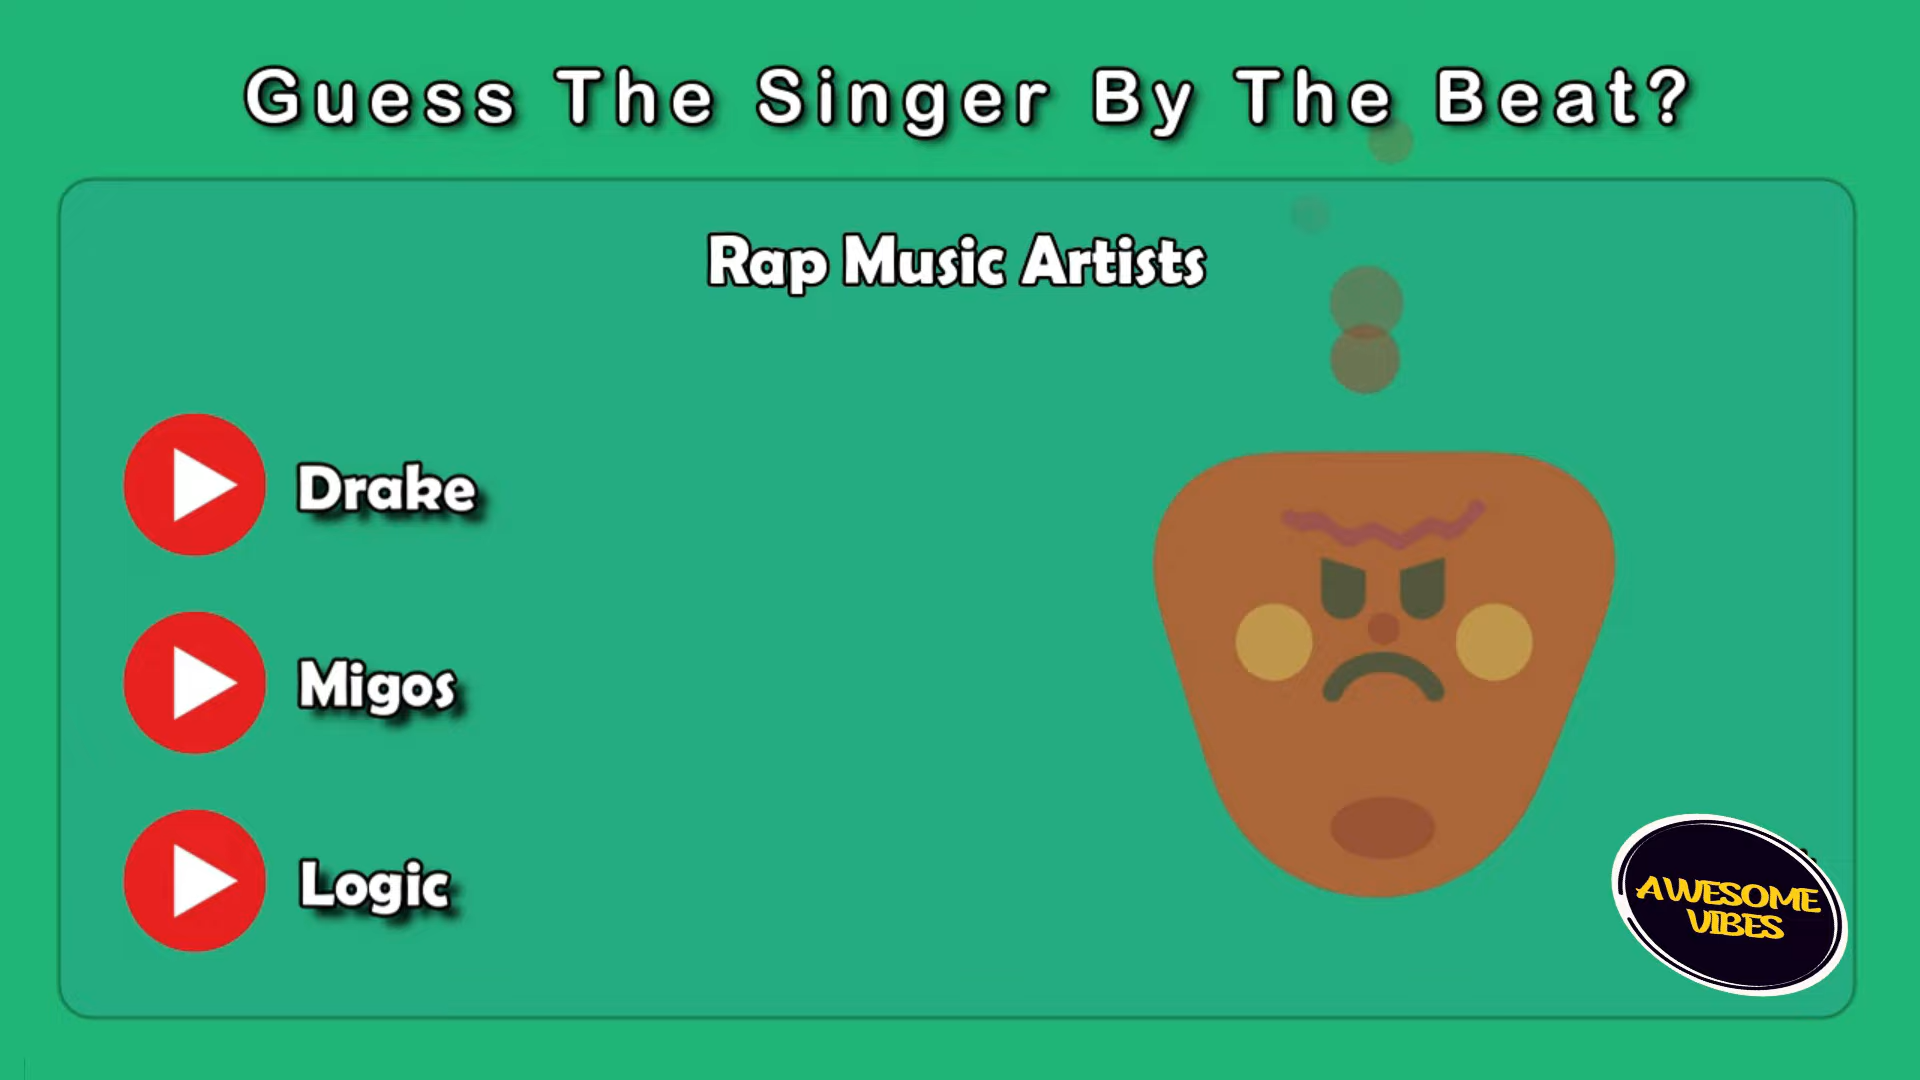 Guess The Singer By The Beat?
Rap Music Artists
Drake
Migos
Logic
AWESOME
VIBES